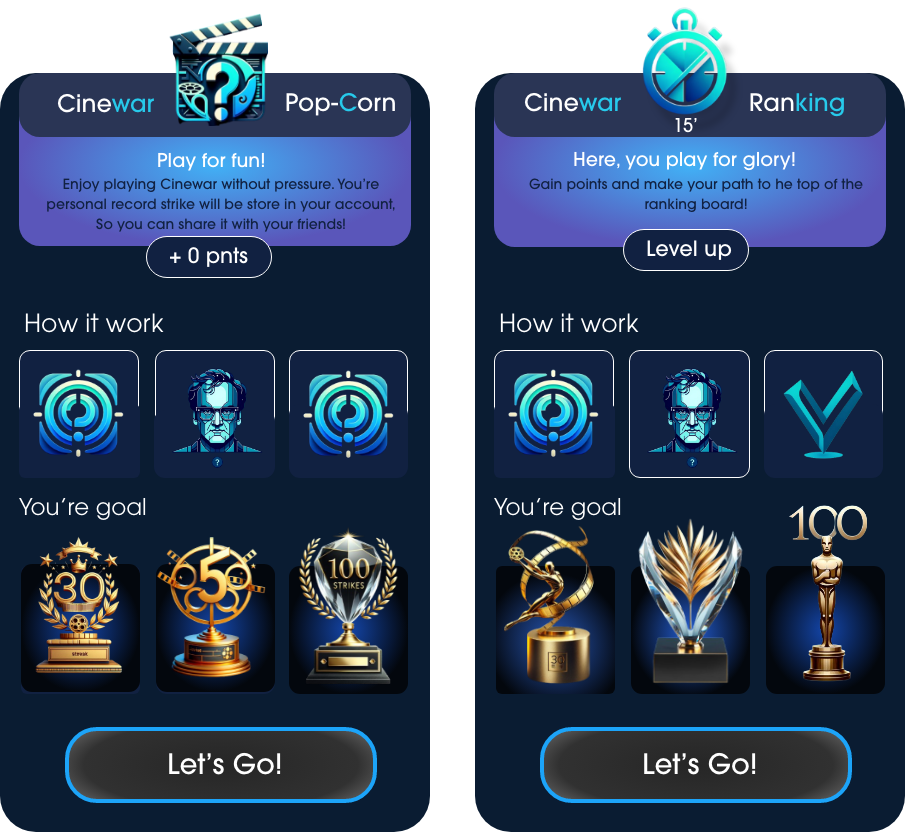 Cinewar
Pop-Corn
Play for fun!
Enjoy playing Cinewar without pressure. You're
personal record strike will be store in your account,
So you can share it with your friends!
+ 0 pnts
How it work
?
You're goal
30
5
100
STRIKES
Let's Go!
Cinewar
15'
Ranking
Here, you play for glory!
Gain points and make your path to he top of the
ranking board!
Level up
How it work
?
You're goal
30
100
Let's Go!